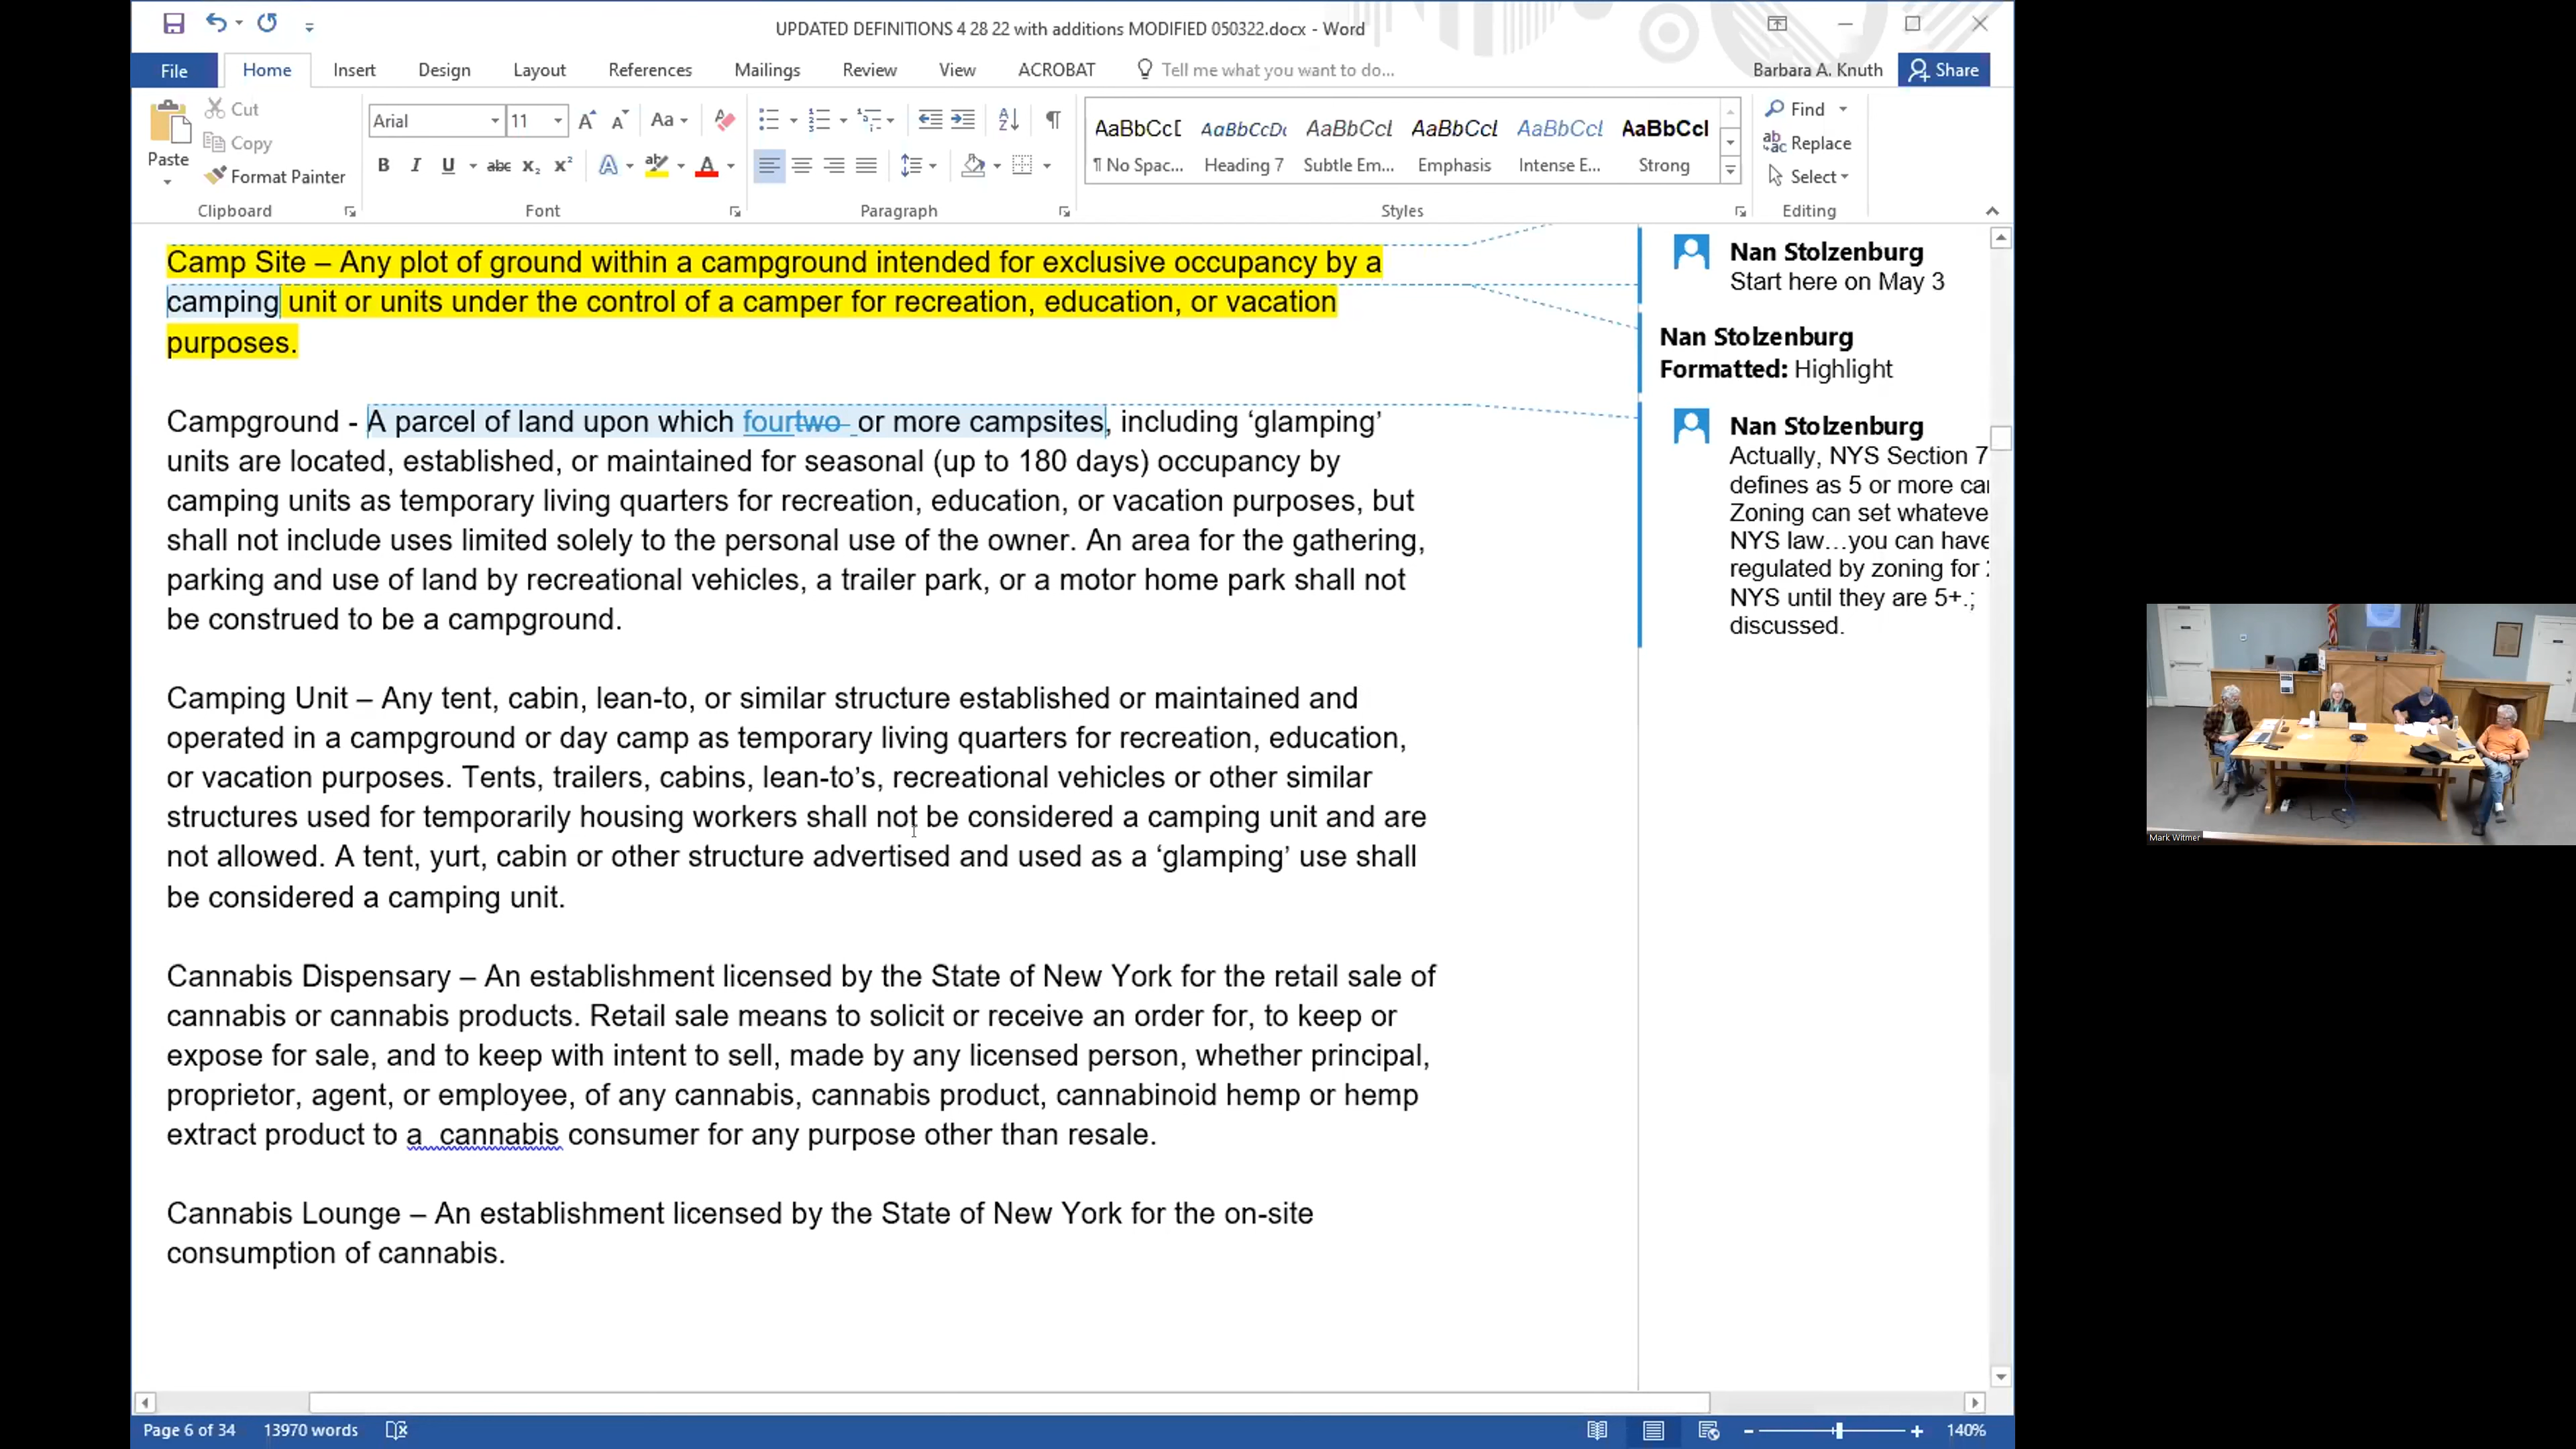 UPDATED DEFINITIONS 4 28 22 with additions MODIFIED 050322.docx - Word
File Home Insert Design Layout References Mailings Review View ACROBAT Tell me what you want to do... Barbara A. Knuth Share
Cut
Copy
Paste
Format Painter
Clipboard
Arial 11
Aa
B I U abc x₂ x² A ab A
Font
Paragraph
AaBbCcD AaBbCcDc AaBbCcL AaBbCcL AaBbCcL AaBbCcI
¶ No Spac... Heading 7 Subtle Em... Emphasis Intense E... Strong
Styles
Find
Replace
Select
Editing
Camp Site – Any plot of ground within a campground intended for exclusive occupancy by a
camping unit or units under the control of a camper for recreation, education, or vacation
purposes.
Campground - A parcel of land upon which fourtwo or more campsites, including ‘glamping’
units are located, established, or maintained for seasonal (up to 180 days) occupancy by
camping units as temporary living quarters for recreation, education, or vacation purposes, but
shall not include uses limited solely to the personal use of the owner. An area for the gathering,
parking and use of land by recreational vehicles, a trailer park, or a motor home park shall not
be construed to be a campground.
Camping Unit – Any tent, cabin, lean-to, or similar structure established or maintained and
operated in a campground or day camp as temporary living quarters for recreation, education,
or vacation purposes. Tents, trailers, cabins, lean-to’s, recreational vehicles or other similar
structures used for temporarily housing workers shall not be considered a camping unit and are
not allowed. A tent, yurt, cabin or other structure advertised and used as a ‘glamping’ use shall
be considered a camping unit.
Cannabis Dispensary – An establishment licensed by the State of New York for the retail sale of
cannabis or cannabis products. Retail sale means to solicit or receive an order for, to keep or
expose for sale, and to keep with intent to sell, made by any licensed person, whether principal,
proprietor, agent, or employee, of any cannabis, cannabis product, cannabinoid hemp or hemp
extract product to a  cannabis consumer for any purpose other than resale.
Cannabis Lounge – An establishment licensed by the State of New York for the on-site
consumption of cannabis.
Nan Stolzenburg
Start here on May 3
Nan Stolzenburg
Formatted: Highlight
Nan Stolzenburg
Actually, NYS Section 7
defines as 5 or more ca
Zoning can set whateve
NYS law…you can have
regulated by zoning for
NYS until they are 5+.;
discussed.
Mark Witmer
Page 6 of 34 13970 words 140%